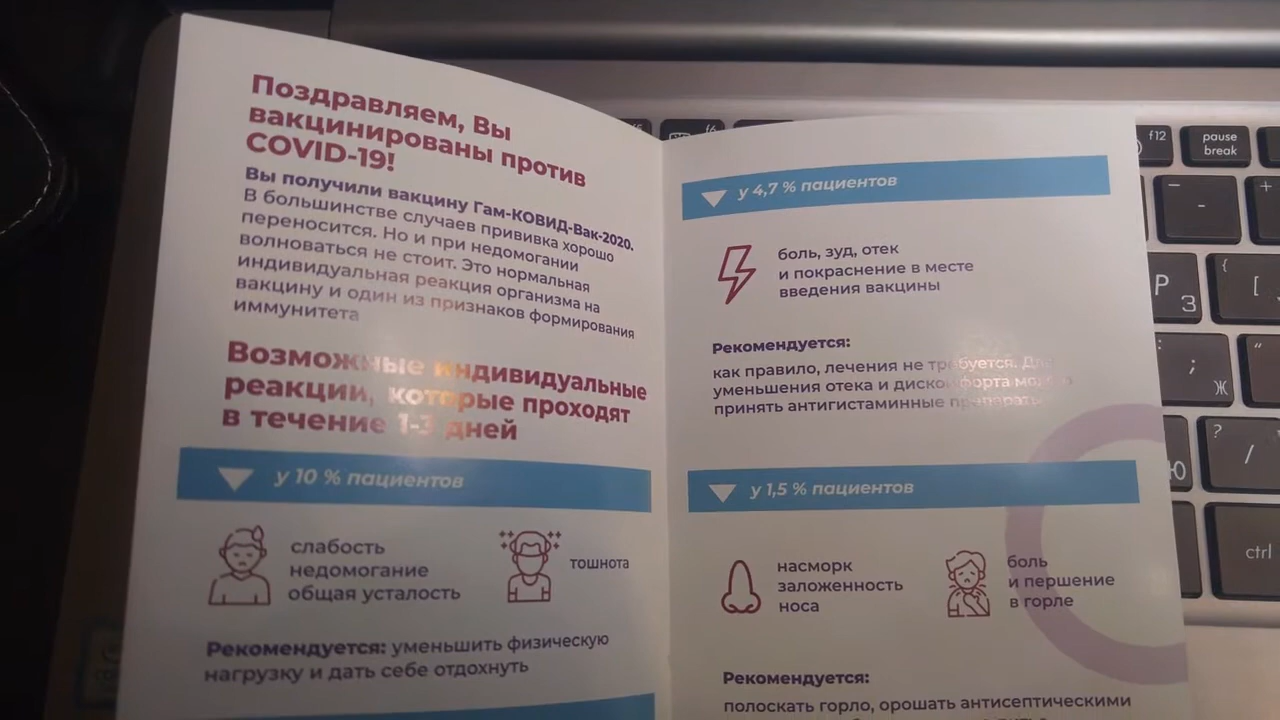 Поздравляем, Вы
вакцинированы против
COVID-19!
Вы получили вакцину Гам-КОВИД-Вак-2020.
В большинстве случаев прививка хорошо
переносится. Но и при недомогании
волноваться не стоит. Это нормальная
индивидуальная реакция организма на
вакцину и один из признаков формирования
иммунитета
Возможные индивидуальные
реакции, которые проходят
в течение 1-3 дней
у 10 % пациентов
слабость
недомогание
общая усталость
тошнота
Рекомендуется: уменьшить физическую
нагрузку и дать себе отдохнуть
у 4,7 % пациентов
боль, зуд, отек
и покраснение в месте
введения вакцины
Рекомендуется:
как правило, лечения не требуется. Для
уменьшения отека и дискомфорта можно
принять антигистаминные препараты
у 1,5 % пациентов
насморк
заложенность
носа
боль
и першение
в горле
Рекомендуется:
полоскать горло, орошать антисептическими
f6
f12
pause
break
-
-
+
P
З
{
[
:
;
Ж
"
?
/
Ю
ctrl